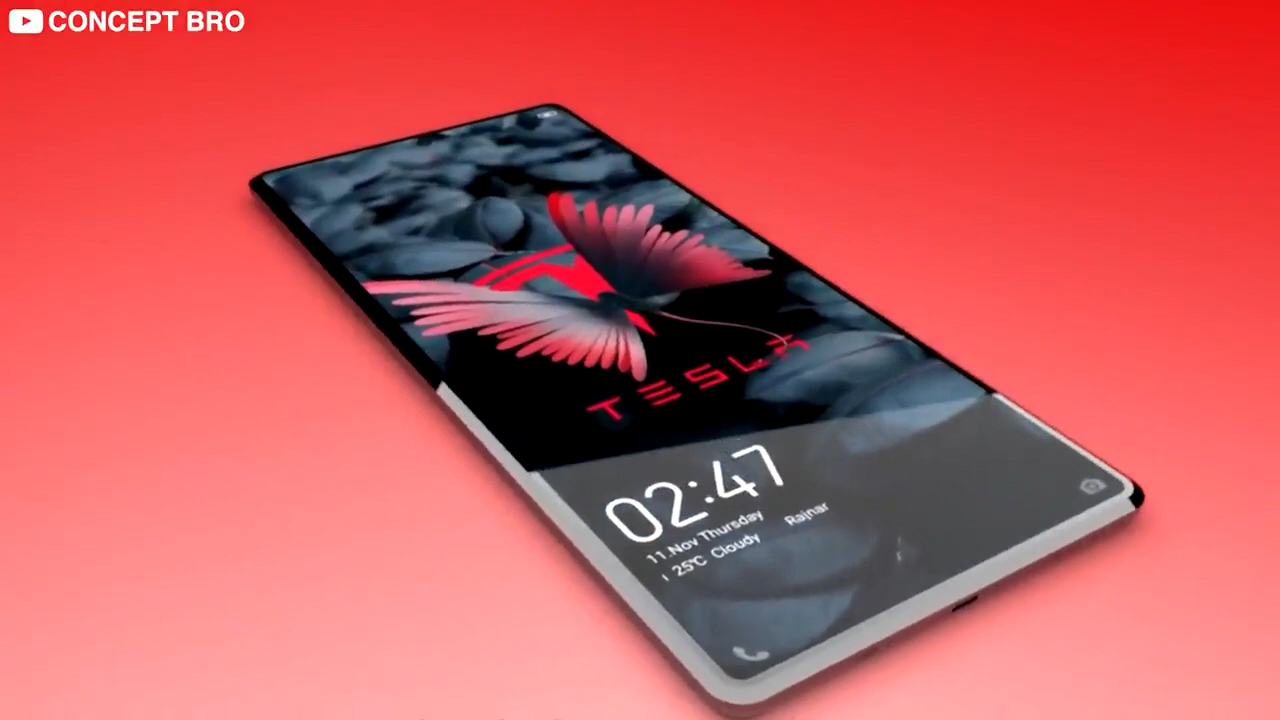 CONCEPT BRO
TESLA
02:47
11.Nov Thursday Rajnar
25°C Cloudy